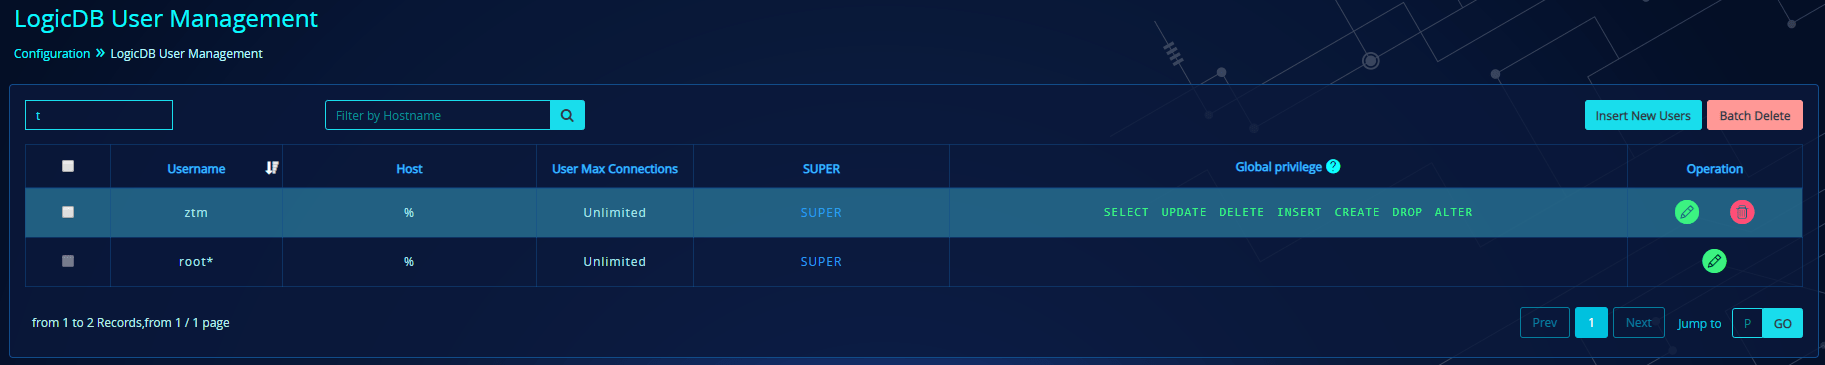 LogicDB User Management
Configuration » LogicDB User Management
t Filter by Hostname Insert New Users Batch Delete
Username Host User Max Connections SUPER Global privilege ? Operation
ztm % Unlimited SUPER SELECT UPDATE DELETE INSERT CREATE DROP ALTER
root* % Unlimited SUPER
from 1 to 2 Records,from 1 / 1 page Prev 1 Next Jump to P GO